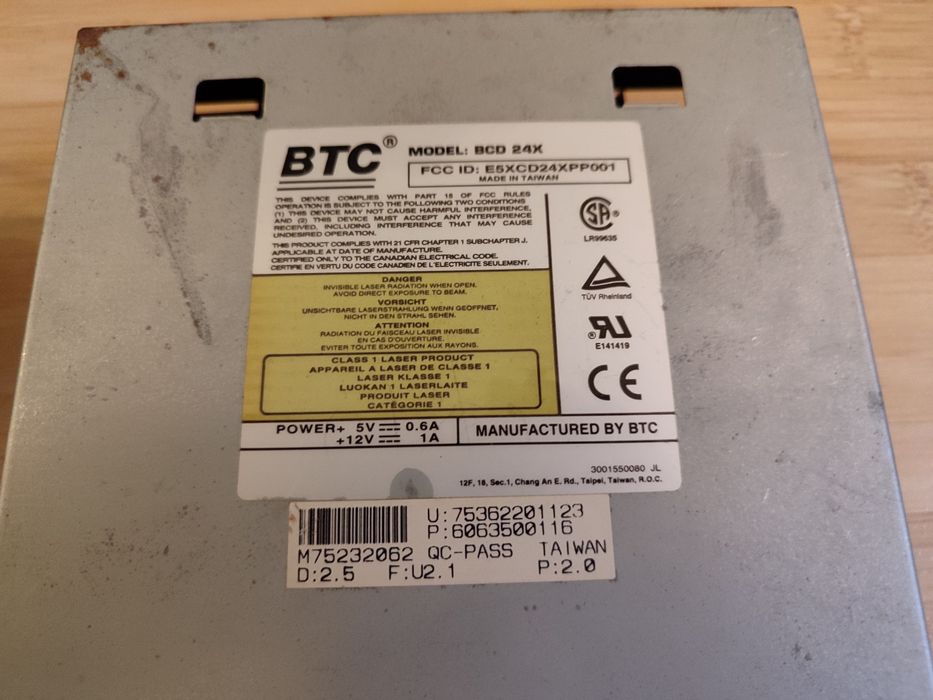 BTC®
MODEL: BCD 24X
FCC ID: E5XCD24XPP001
MADE IN TAIWAN
THIS DEVICE COMPLIES WITH PART 15 OF FCC RULES
OPERATION IS SUBJECT TO THE FOLLOWING TWO CONDITIONS
(1) THIS DEVICE MAY NOT CAUSE HARMFUL INTERFERENCE,
AND (2) THIS DEVICE MUST ACCEPT ANY INTERFERENCE
RECEIVED, INCLUDING INTERFERENCE THAT MAY CAUSE
UNDESIRED OPERATION.
THIS PRODUCT COMPLIES WITH 21 CFR CHAPTER 1 SUBCHAPTER J.
APPLICABLE AT DATE OF MANUFACTURE.
CERTIFIED ONLY TO THE CANADIAN ELECTRICAL CODE.
CERTIFIE EN VERTU DU CODE CANADIEN DE L'ELECTRICITE SEULEMENT.
DANGER
INVISIBLE LASER RADIATION WHEN OPEN.
AVOID DIRECT EXPOSURE TO BEAM.
VORSICHT
UNSICHTBARE LASERSTRAHLUNG WENN GEOFFNET,
NICHT IN DEN STRAHL SEHEN.
ATTENTION
RADIATION DU FAISCEAU LASER INVISIBLE
EN CAS D'OUVERTURE.
EVITER TOUTE EXPOSITION AUX RAYONS.
CLASS 1 LASER PRODUCT
APPAREIL A LASER DE CLASSE 1
LASER KLASSE 1
LUOKAN 1 LASERLAITE
PRODUIT LASER
CATÉGORIE 1
SA®
LR99635
TÜV Rheinland
RU®
E141419
CE
POWER+ 5V 0.6A
+12V 1A
MANUFACTURED BY BTC
3001550080 JL
12F, 18, Sec.1, Chang An E. Rd., Taipei, Taiwan, R.O.C.
U:75362201123
P:6063500116
M75232062 QC-PASS TAIWAN
D:2.5 F:U2.1 P:2.0